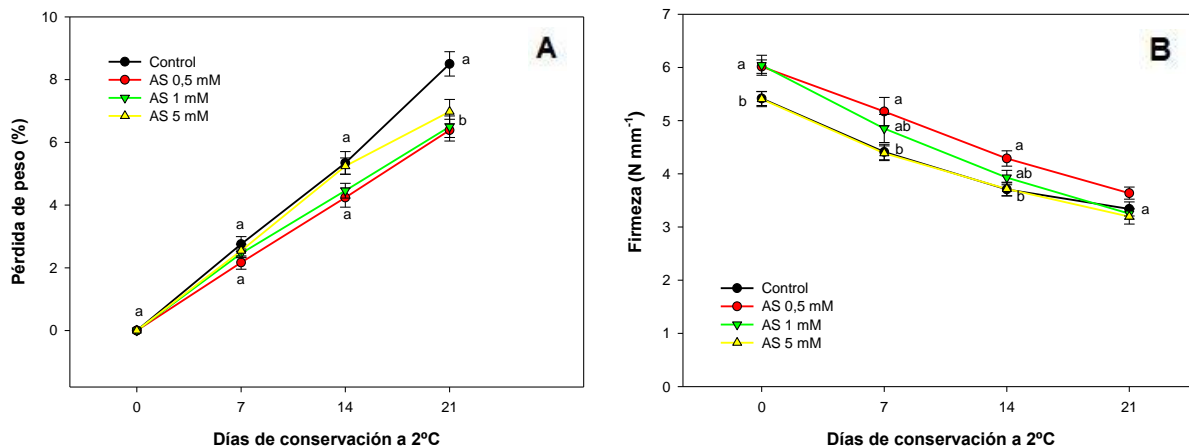 A
Control
AS 0,5 mM
AS 1 mM
AS 5 mM
Pérdida de peso (%)
10
8
6
4
2
0
a
a
a
a
a
a
b
0
7
14
21
Días de conservación a 2ºC
B
Firmeza (N mm⁻¹)
7
6
5
4
3
2
1
0
a
b
a
ab
b
a
ab
b
a
Control
AS 0,5 mM
AS 1 mM
AS 5 mM
0
7
14
21
Días de conservación a 2ºC